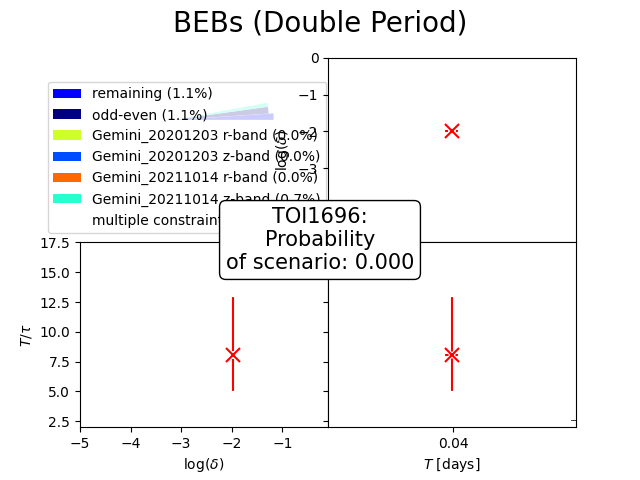 BEBs (Double Period)
remaining (1.1%)
odd-even (1.1%)
Gemini_20201203 r-band (0.0%)
Gemini_20201203 z-band (0.0%)
Gemini_20211014 r-band (0.0%)
Gemini_20211014 z-band (0.7%)
multiple constraint
0
−1
−2
−3
log(δ)
TOI1696:
Probability
of scenario: 0.000
17.5
15.0
12.5
10.0
7.5
5.0
2.5
T/τ
−5
−4
−3
−2
−1
log(δ)
0.04
T [days]